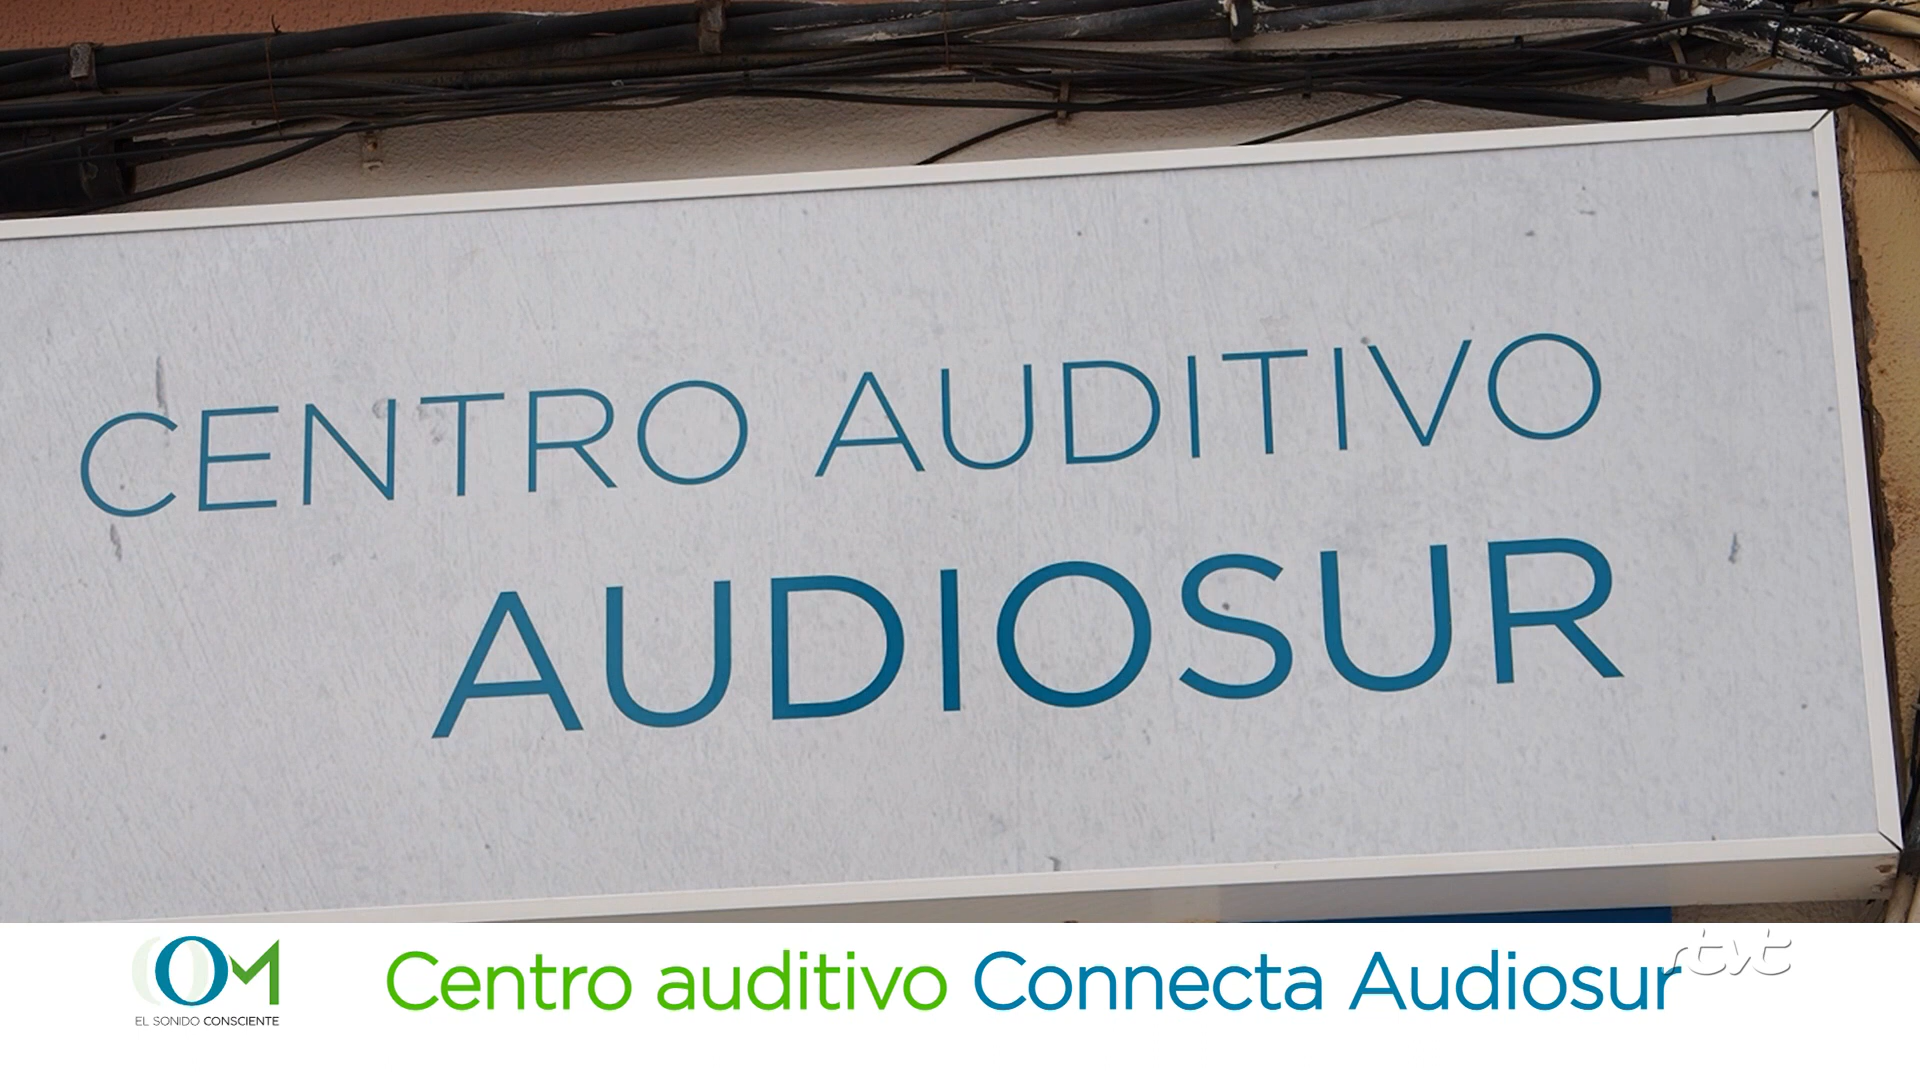 CENTRO AUDITIVO
AUDIOSUR
OM
EL SONIDO CONSCIENTE
Centro auditivo Connecta Audiosur
rtvt